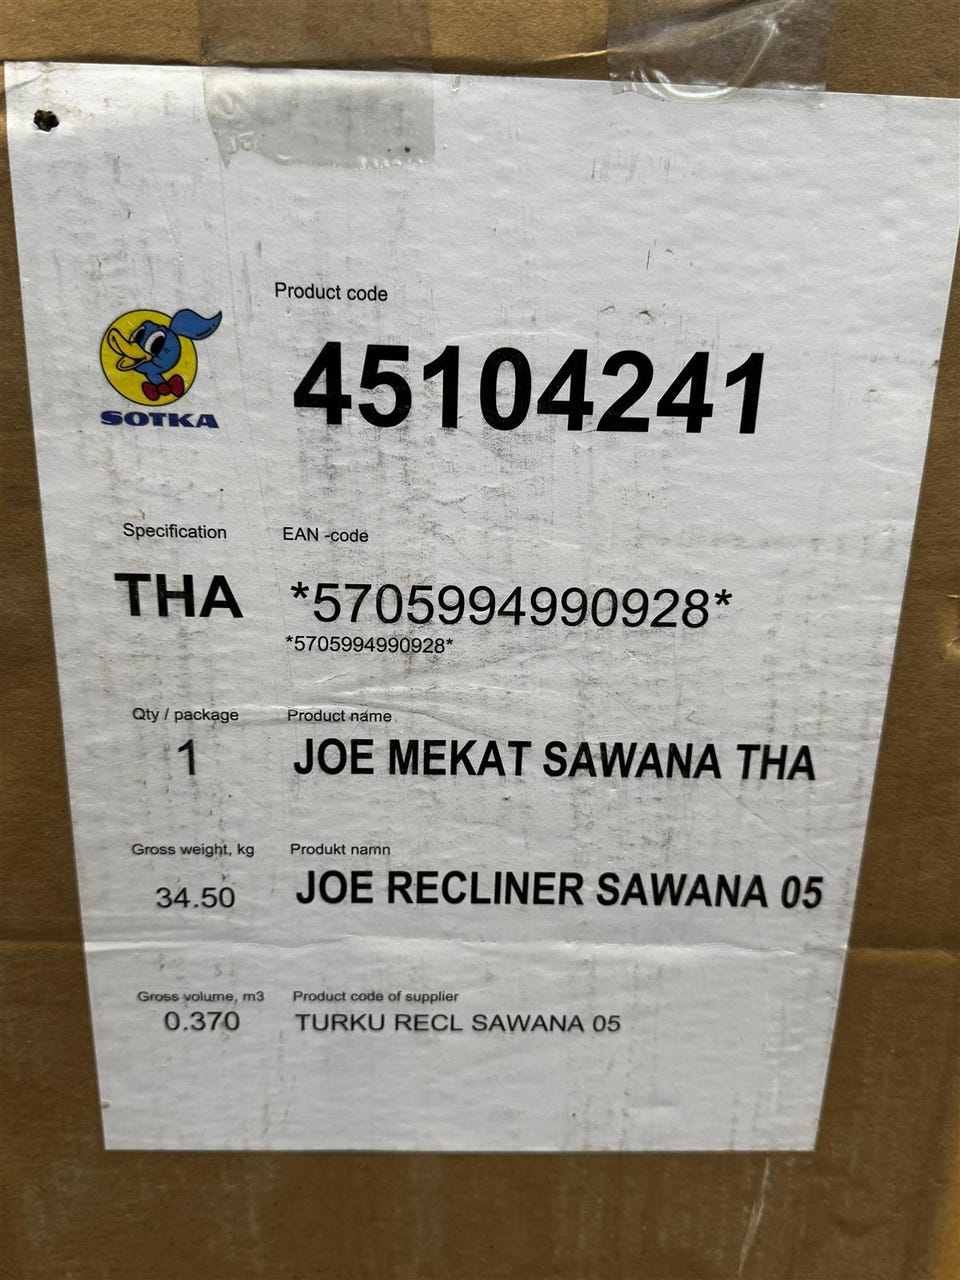 Product code
SOTKA
45104241
Specification
EAN -code
THA
*5705994990928*
*5705994990928*
Qty / package
Product name
1
JOE MEKAT SAWANA THA
Gross weight, kg
Produkt namn
34.50
JOE RECLINER SAWANA 05
Gross volume, m3
Product code of supplier
0.370
TURKU RECL SAWANA 05